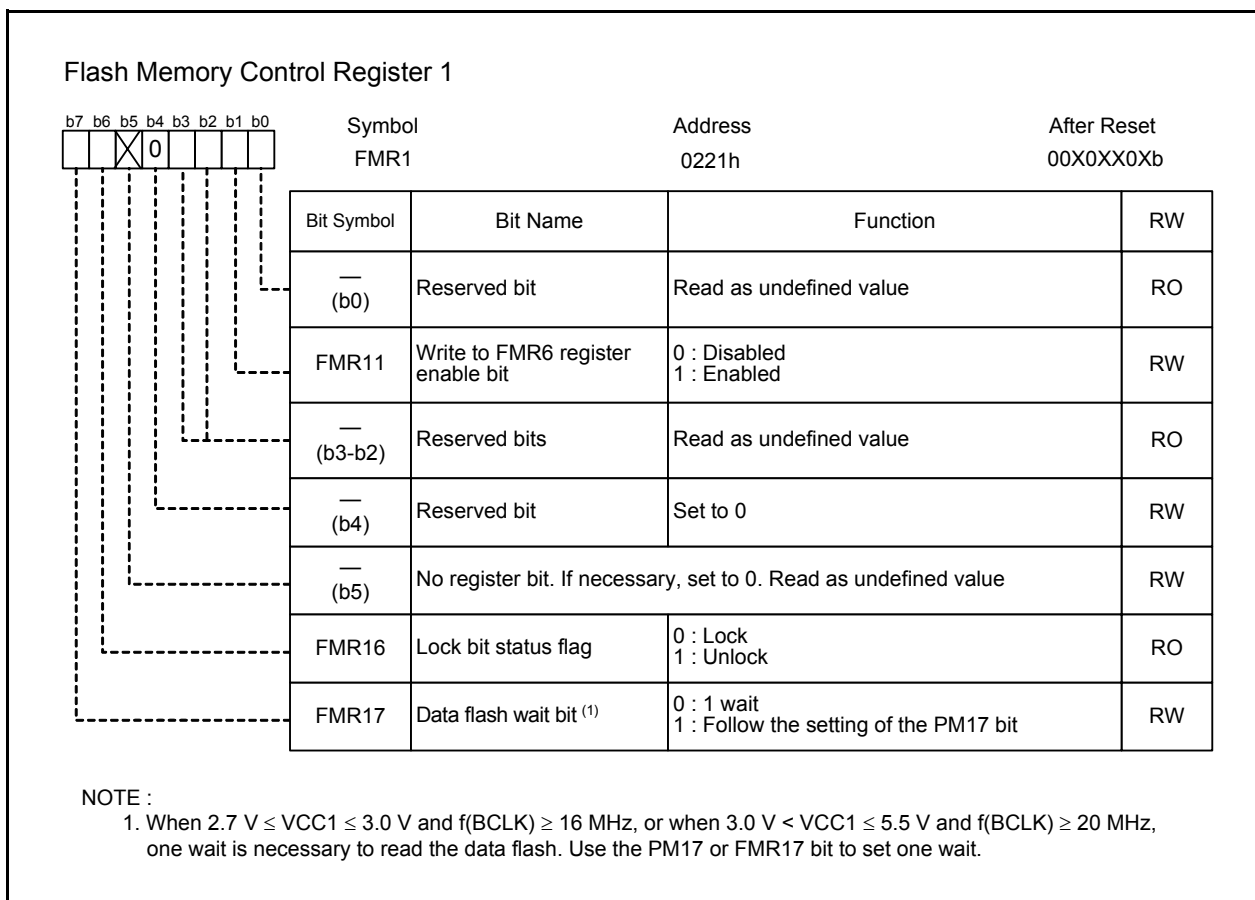 Flash Memory Control Register 1
b7 b6 b5 b4 b3 b2 b1 b0
0
Symbol Address After Reset
FMR1 0221h 00X0XX0Xb
Bit Symbol Bit Name Function RW
—
(b0) Reserved bit Read as undefined value RO
FMR11 Write to FMR6 register
enable bit 0 : Disabled
1 : Enabled RW
—
(b3-b2) Reserved bits Read as undefined value RO
—
(b4) Reserved bit Set to 0 RW
—
(b5) No register bit. If necessary, set to 0. Read as undefined value RW
FMR16 Lock bit status flag 0 : Lock
1 : Unlock RO
FMR17 Data flash wait bit (1) 0 : 1 wait
1 : Follow the setting of the PM17 bit RW
NOTE :
1. When 2.7 V ≤ VCC1 ≤ 3.0 V and f(BCLK) ≥ 16 MHz, or when 3.0 V < VCC1 ≤ 5.5 V and f(BCLK) ≥ 20 MHz,
one wait is necessary to read the data flash. Use the PM17 or FMR17 bit to set one wait.